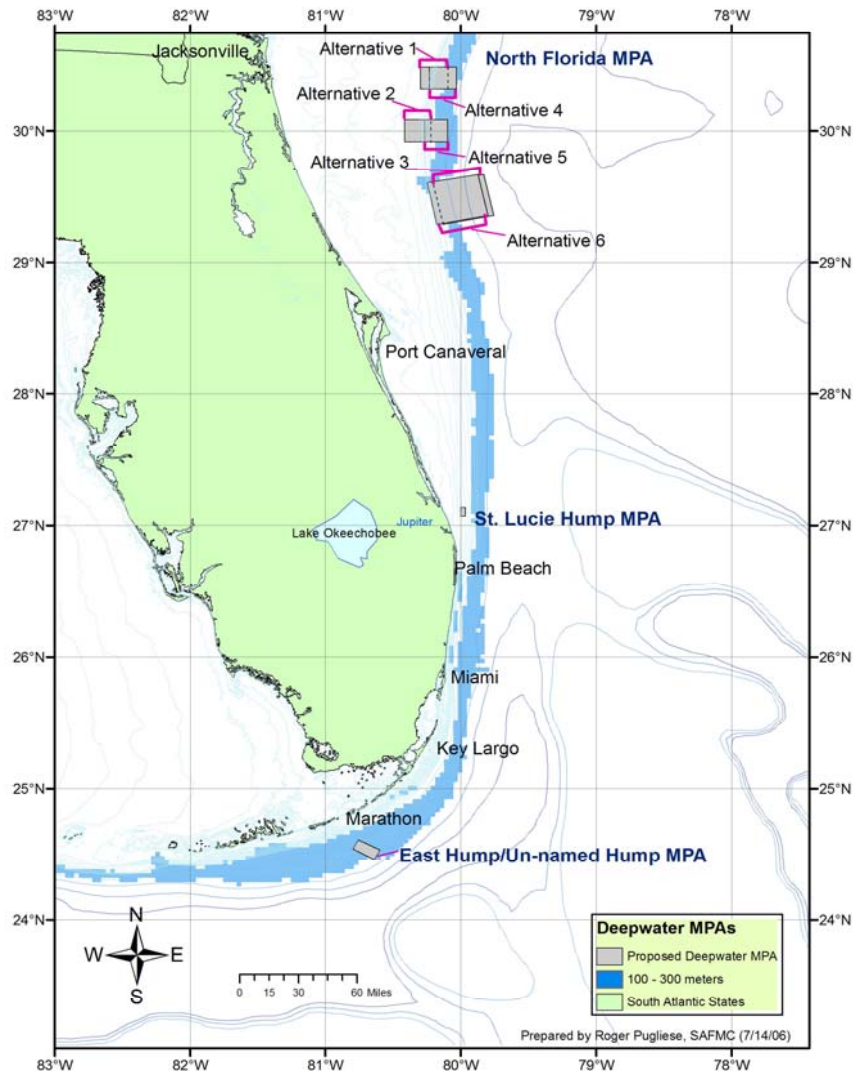 83°W 82°W 81°W 80°W 79°W 78°W
Jacksonville
Alternative 1
North Florida MPA
Alternative 2
Alternative 4
30°N
30°N
Alternative 3
Alternative 5
Alternative 6
29°N
29°N
Port Canaveral
28°N
28°N
27°N
27°N
Jupiter
Lake Okeechobee
St. Lucie Hump MPA
Palm Beach
26°N
26°N
Miami
Key Largo
25°N
25°N
Marathon
East Hump/Un-named Hump MPA
24°N
24°N
N
W E
S
0 15 30 60 Miles
Deepwater MPAs
Proposed Deepwater MPA
100 - 300 meters
South Atlantic States
Prepared by Roger Pugliese, SAFMC (7/14/06)
83°W 82°W 81°W 80°W 79°W 78°W